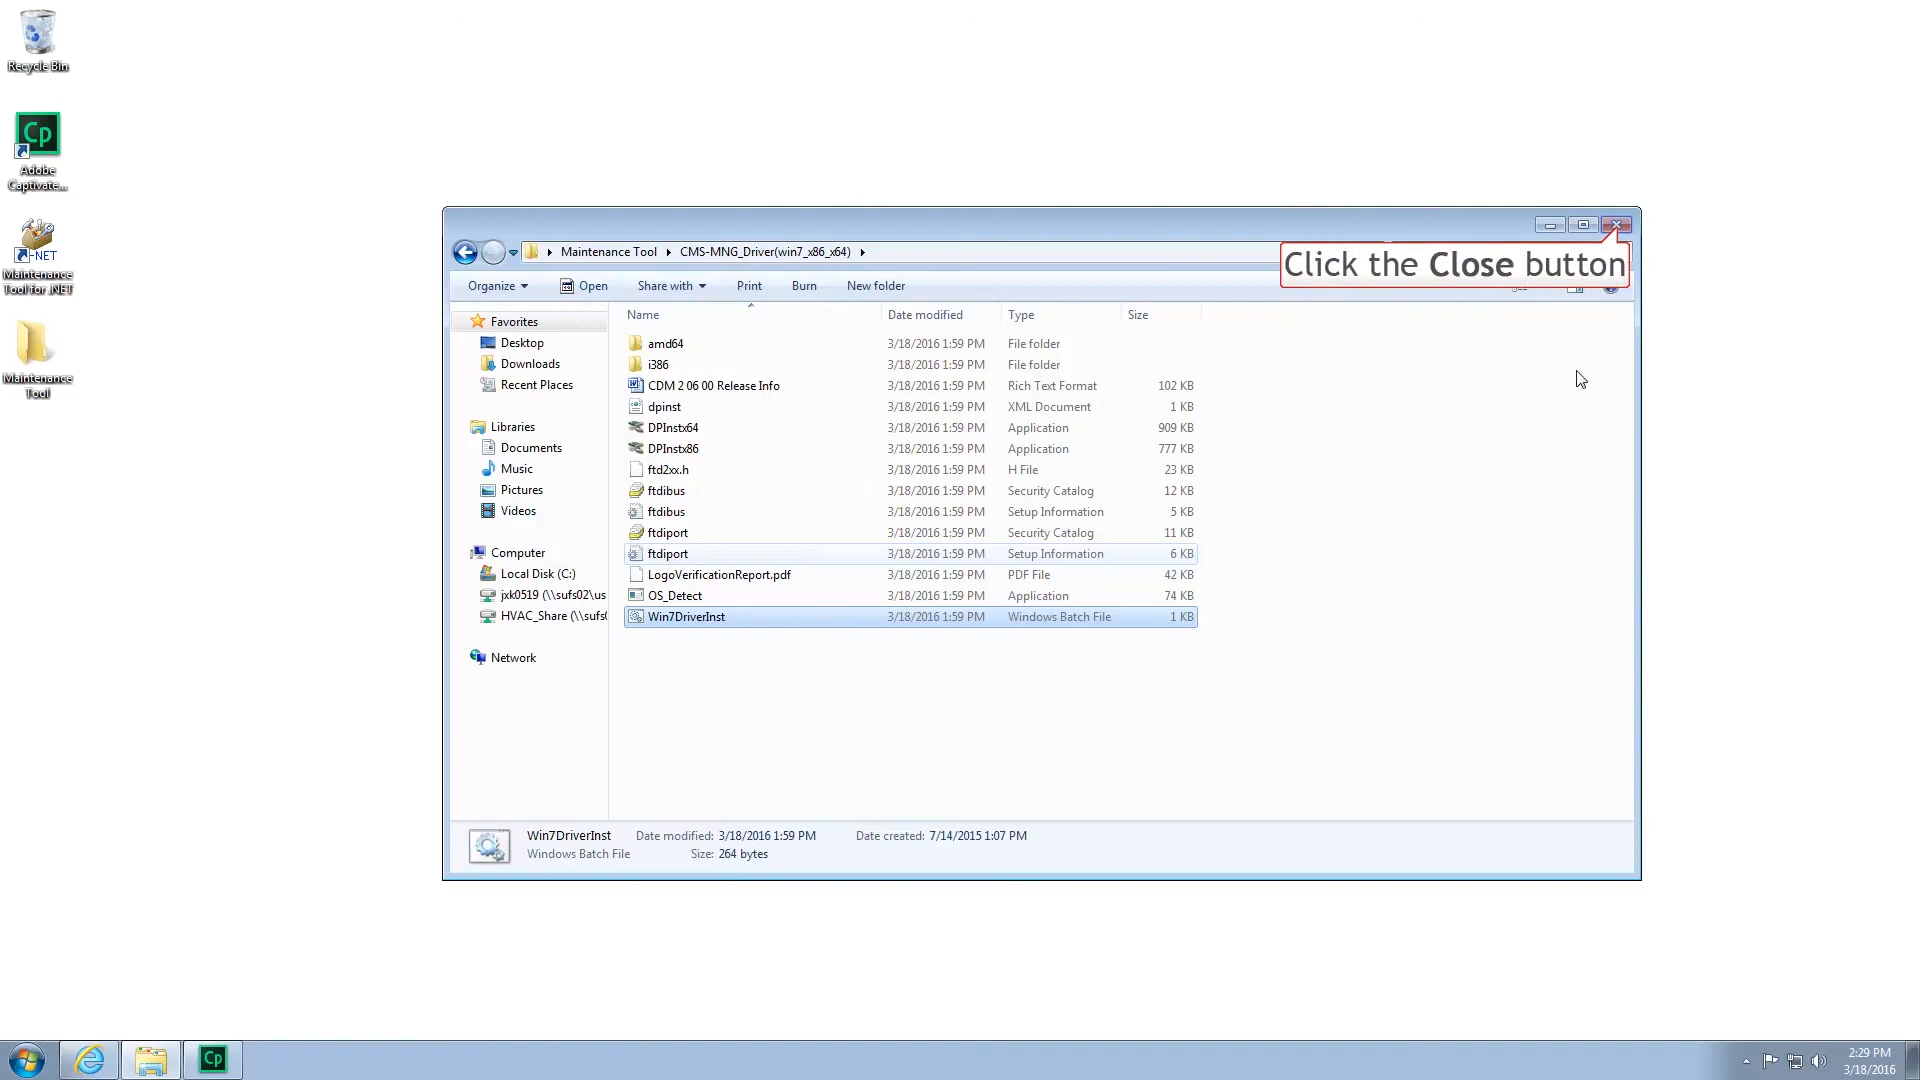 Recycle Bin
Cp
Adobe
Captivate...
-NET
Maintenance
Tool for .NET
Maintenance
Tool
Maintenance Tool CMS-MNG_Driver(win7_x86_x64)
Click the Close button
Organize Open Share with Print Burn New folder
Name Date modified Type Size
Favorites
Desktop
Downloads
Recent Places
Libraries
Documents
Music
Pictures
Videos
Computer
Local Disk (C:)
jxk0519 (\\sufs02\us
HVAC_Share (\\sufs0
Network
amd64 3/18/2016 1:59 PM File folder
i386 3/18/2016 1:59 PM File folder
CDM 2 06 00 Release Info 3/18/2016 1:59 PM Rich Text Format 102 KB
dpinst 3/18/2016 1:59 PM XML Document 1 KB
DPInstx64 3/18/2016 1:59 PM Application 909 KB
DPInstx86 3/18/2016 1:59 PM Application 777 KB
ftd2xx.h 3/18/2016 1:59 PM H File 23 KB
ftdibus 3/18/2016 1:59 PM Security Catalog 12 KB
ftdibus 3/18/2016 1:59 PM Setup Information 5 KB
ftdiport 3/18/2016 1:59 PM Security Catalog 11 KB
ftdiport 3/18/2016 1:59 PM Setup Information 6 KB
LogoVerificationReport.pdf 3/18/2016 1:59 PM PDF File 42 KB
OS_Detect 3/18/2016 1:59 PM Application 74 KB
Win7DriverInst 3/18/2016 1:59 PM Windows Batch File 1 KB
Win7DriverInst Date modified: 3/18/2016 1:59 PM Date created: 7/14/2015 1:07 PM
Windows Batch File Size: 264 bytes
Cp
2:29 PM
3/18/2016